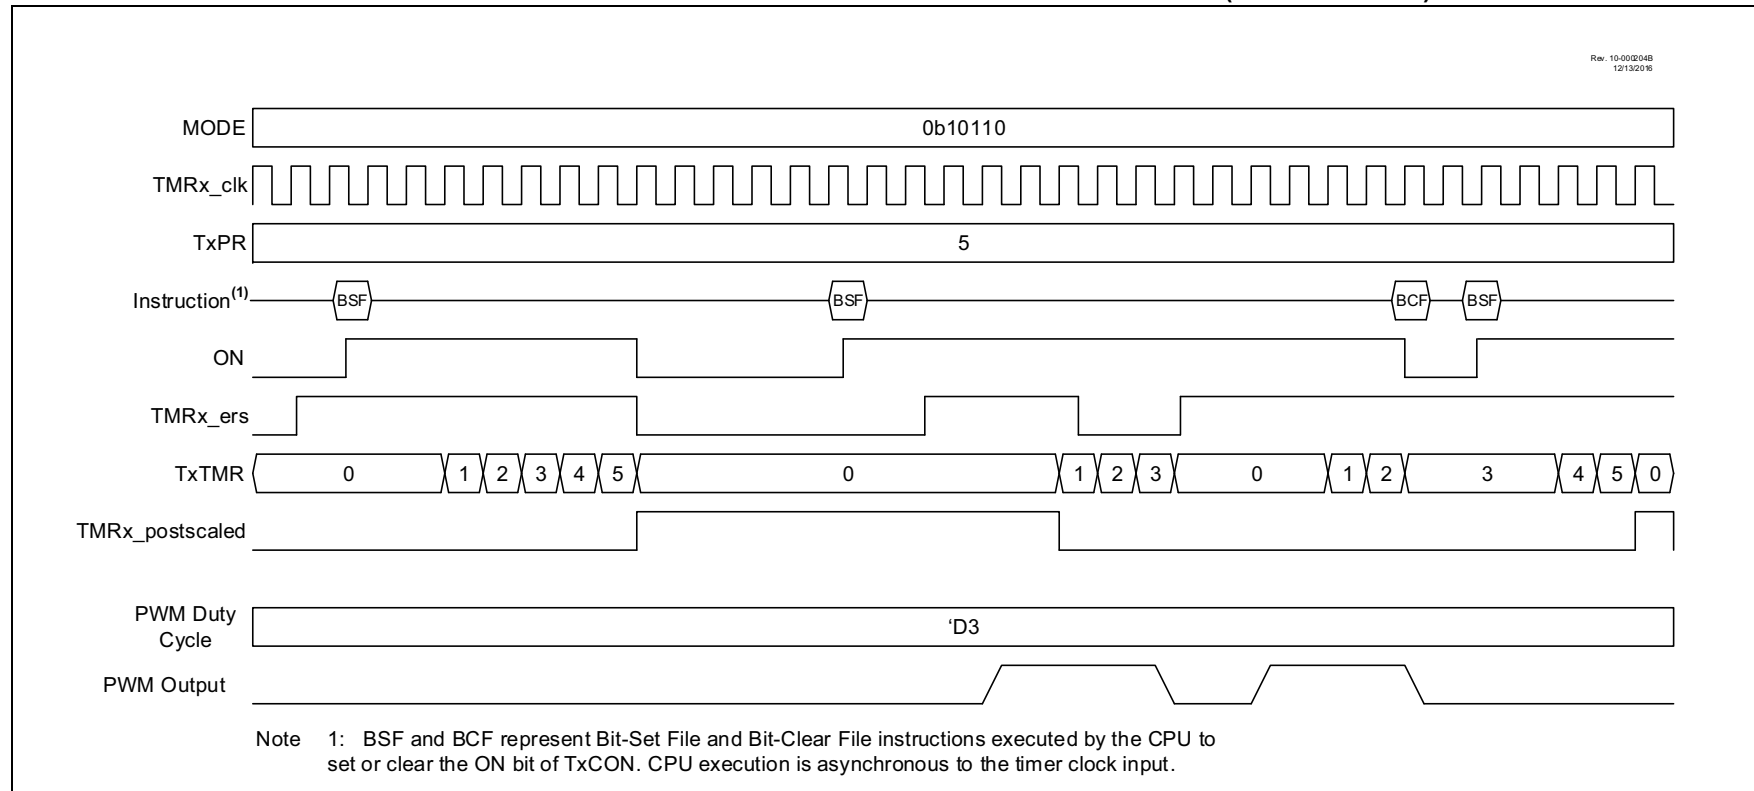 Rev. 10-000204B
12/13/2016
MODE 0b10110
TMRx_clk
TxPR 5
Instruction(1) BSF BSF BCF BSF
ON
TMRx_ers
TxTMR 0 1 2 3 4 5 0 1 2 3 0 1 2 3 4 5 0
TMRx_postscaled
PWM Duty
Cycle
‘D3
PWM Output
Note 1: BSF and BCF represent Bit-Set File and Bit-Clear File instructions executed by the CPU to
set or clear the ON bit of TxCON. CPU execution is asynchronous to the timer clock input.